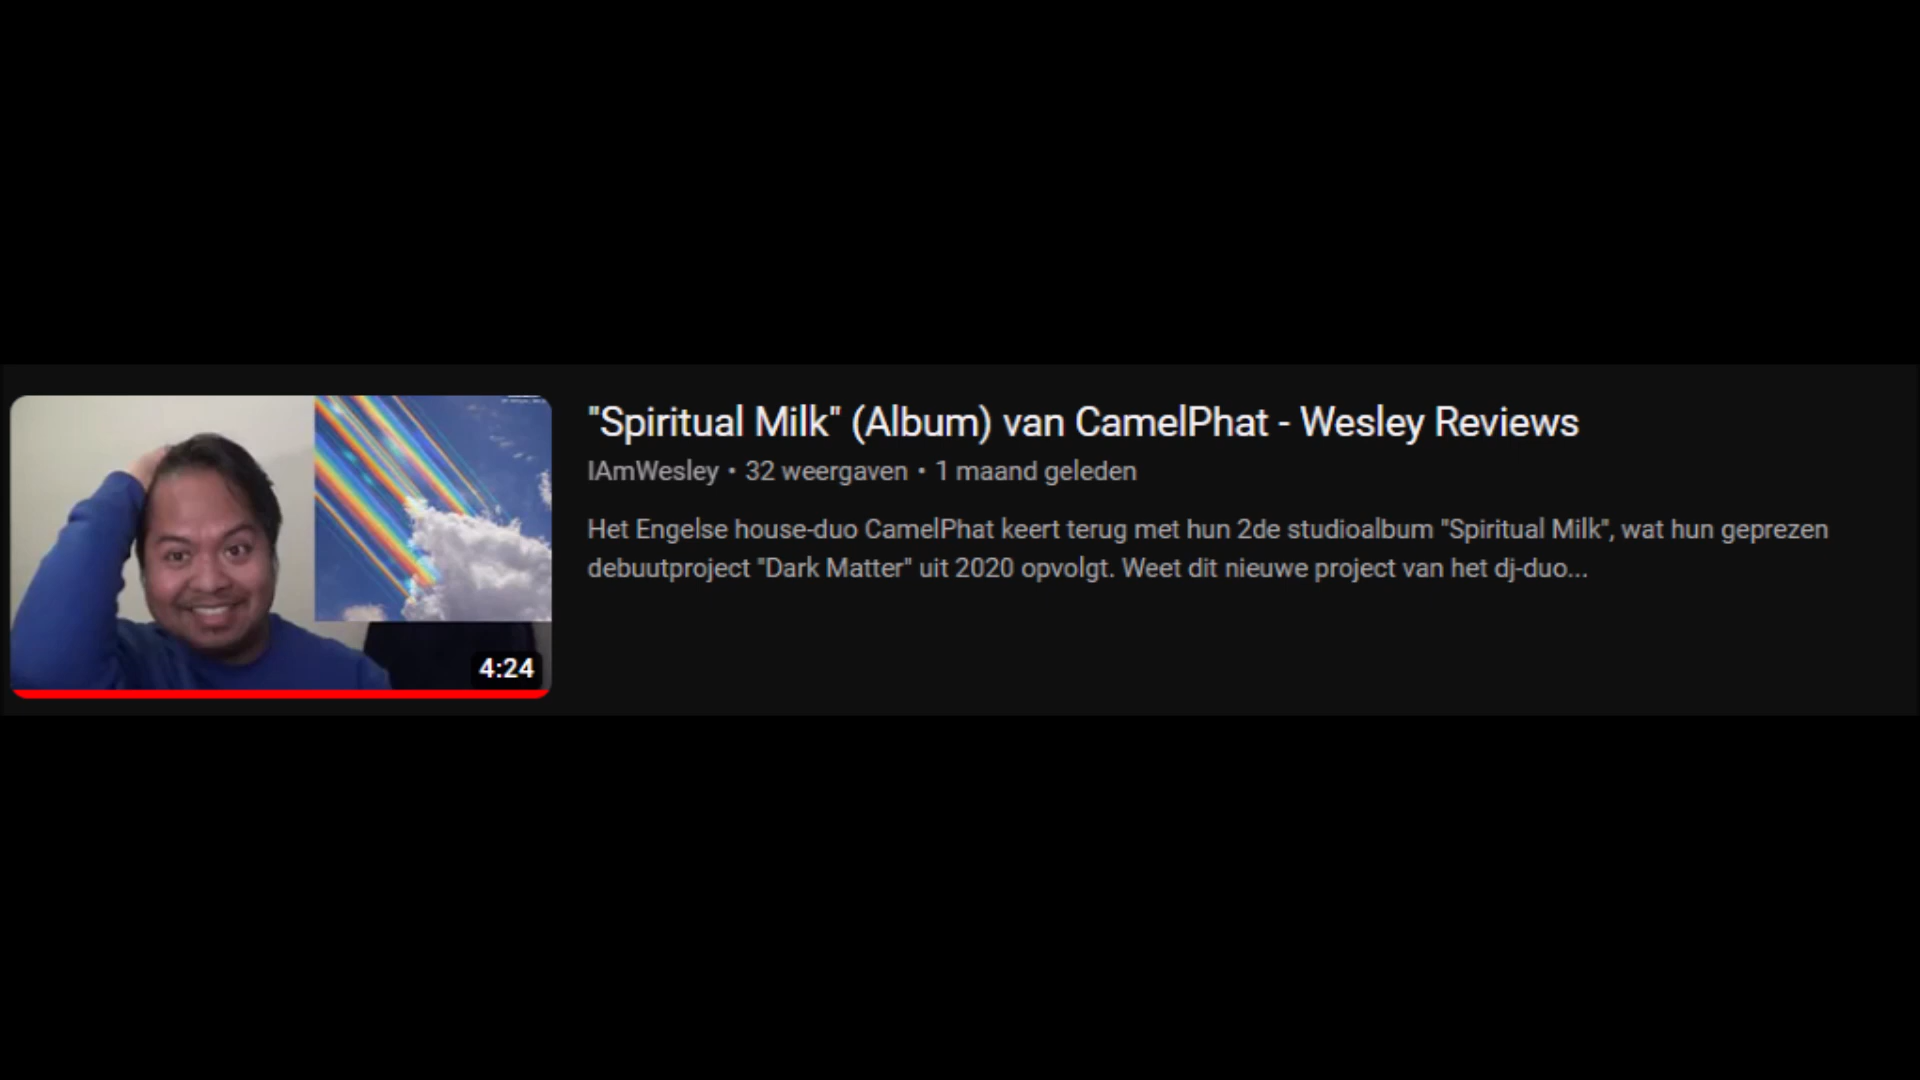 "Spiritual Milk" (Album) van CamelPhat - Wesley Reviews
IAmWesley • 32 weergaven • 1 maand geleden
Het Engelse house-duo CamelPhat keert terug met hun 2de studioalbum "Spiritual Milk", wat hun geprezen
debuutproject "Dark Matter" uit 2020 opvolgt. Weet dit nieuwe project van het dj-duo...
4:24